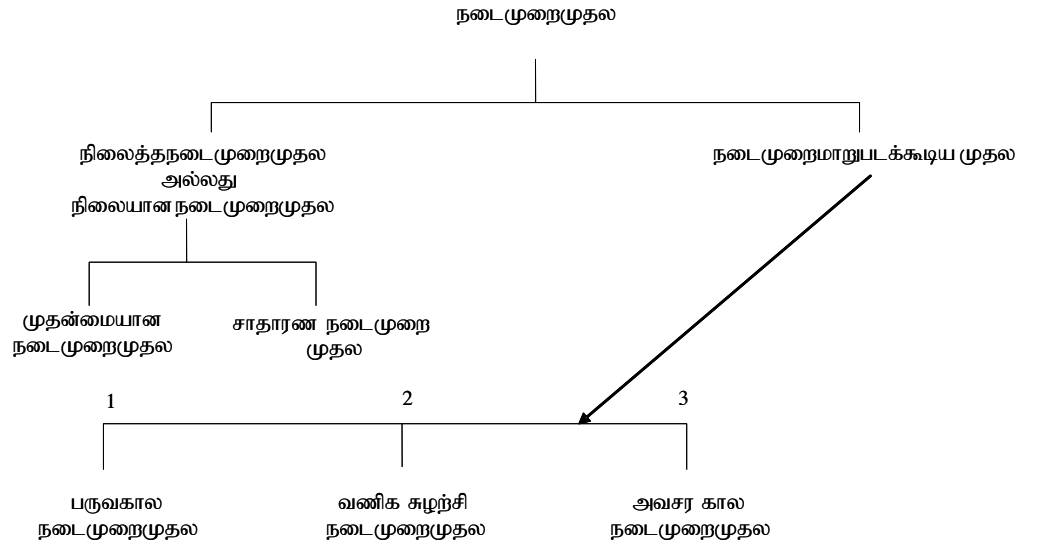 நடைமுறைமுதல
நிலைத்தநடைமுறைமுதல
அல்லது
நிலையான நடைமுறைமுதல
நடைமுறைமாறுபடக்கூடிய முதல
முதன்மையான
நடைமுறைமுதல
சாதாரண நடைமுறை
முதல
1
2
3
பருவகால
நடைமுறைமுதல
வணிக சுழற்சி
நடைமுறைமுதல
அவசர கால
நடைமுறைமுதல